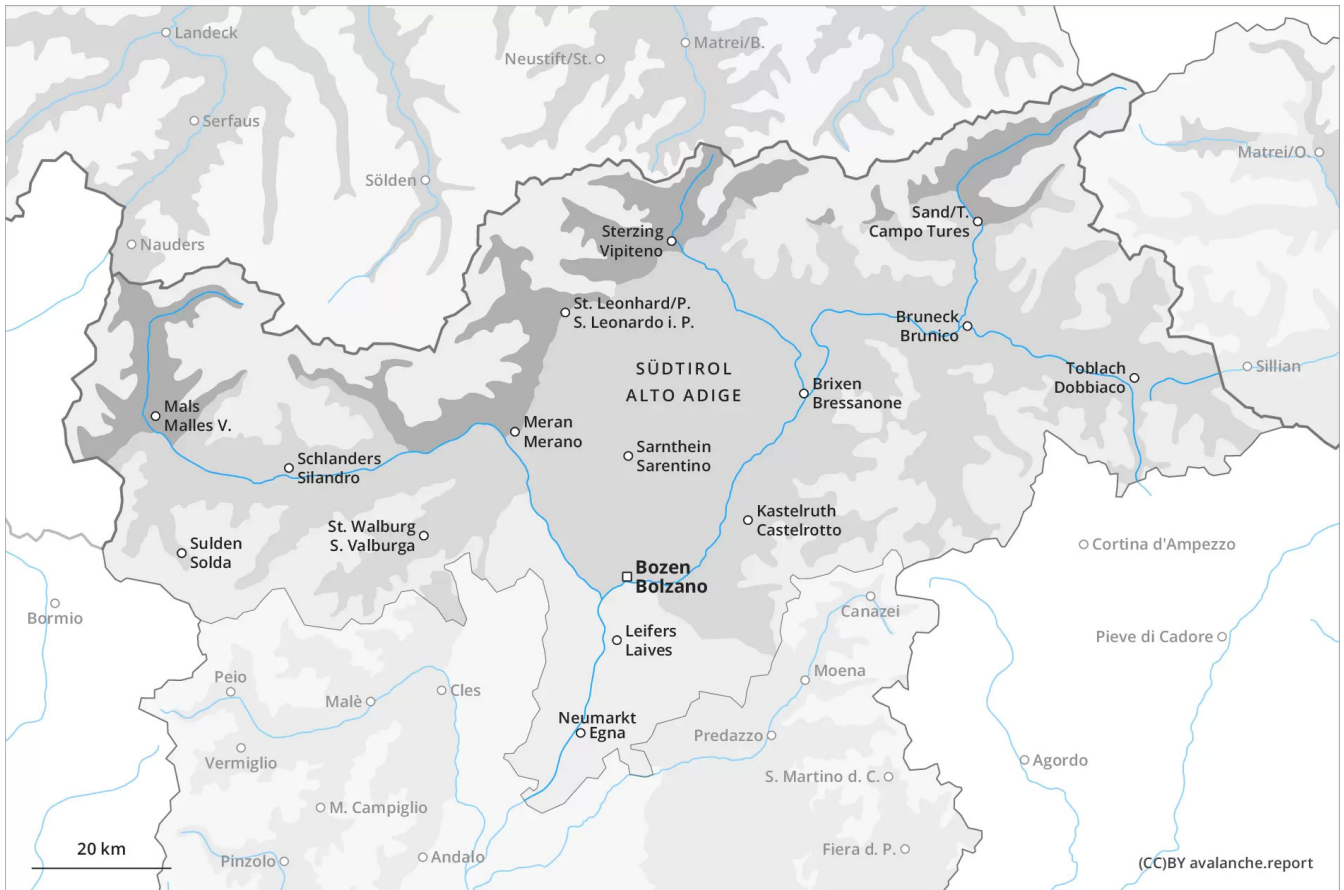 Landeck
Matrei/B.
Neustift/St.
Serfaus
Matrei/O.
Sölden
Sand/T.
Campo Tures
Sterzing
Vipiteno
Nauders
St. Leonhard/P.
S. Leonardo i. P.
Bruneck
Brunico
SÜDTIROL
ALTO ADIGE
Toblach
Dobbiaco
Sillian
Brixen
Bressanone
Mals
Malles V.
Meran
Merano
Sarnthein
Sarentino
Schlanders
Silandro
Kastelruth
Castelrotto
St. Walburg
S. Valburga
Sulden
Solda
Cortina d'Ampezzo
Bozen
Bolzano
Bormio
Canazei
Leifers
Laives
Pieve di Cadore
Peio
Moena
Malè
Cles
Neumarkt
Egna
Predazzo
Vermiglio
Agordo
S. Martino d. C.
M. Campiglio
20 km
Pinzolo
Andalo
Fiera d. P.
(CC)BY avalanche.report